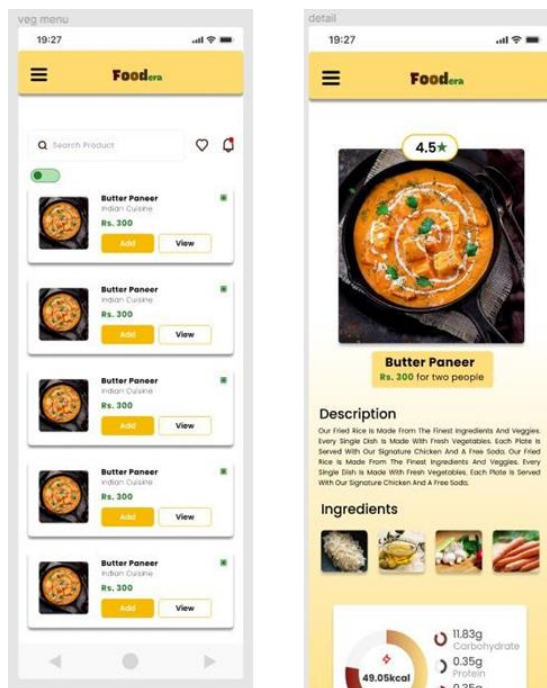 veg menu
19:27
Foodera
Search Product
Butter Paneer
Indian Cuisine
Rs. 300
Add
View
Butter Paneer
Indian Cuisine
Rs. 300
Add
View
Butter Paneer
Indian Cuisine
Rs. 300
Add
View
Butter Paneer
Indian Cuisine
Rs. 300
Add
View
Butter Paneer
Indian Cuisine
Rs. 300
Add
View
detail
19:27
Foodera
4.5★
Butter Paneer
Rs. 300 for two people
Description
Our Fried Rice Is Made From The Finest Ingredients And Veggies.
Every Single Dish Is Made With Fresh Vegetables. Each Plate Is
Served With Our Signature Chicken And A Free Soda. Our Fried
Rice Is Made From The Finest Ingredients And Veggies. Every
Single Dish Is Made With Fresh Vegetables. Each Plate Is Served
With Our Signature Chicken And A Free Soda.
Ingredients
49.05kcal
11.83g
Carbohydrate
0.35g
Protein
0.35g